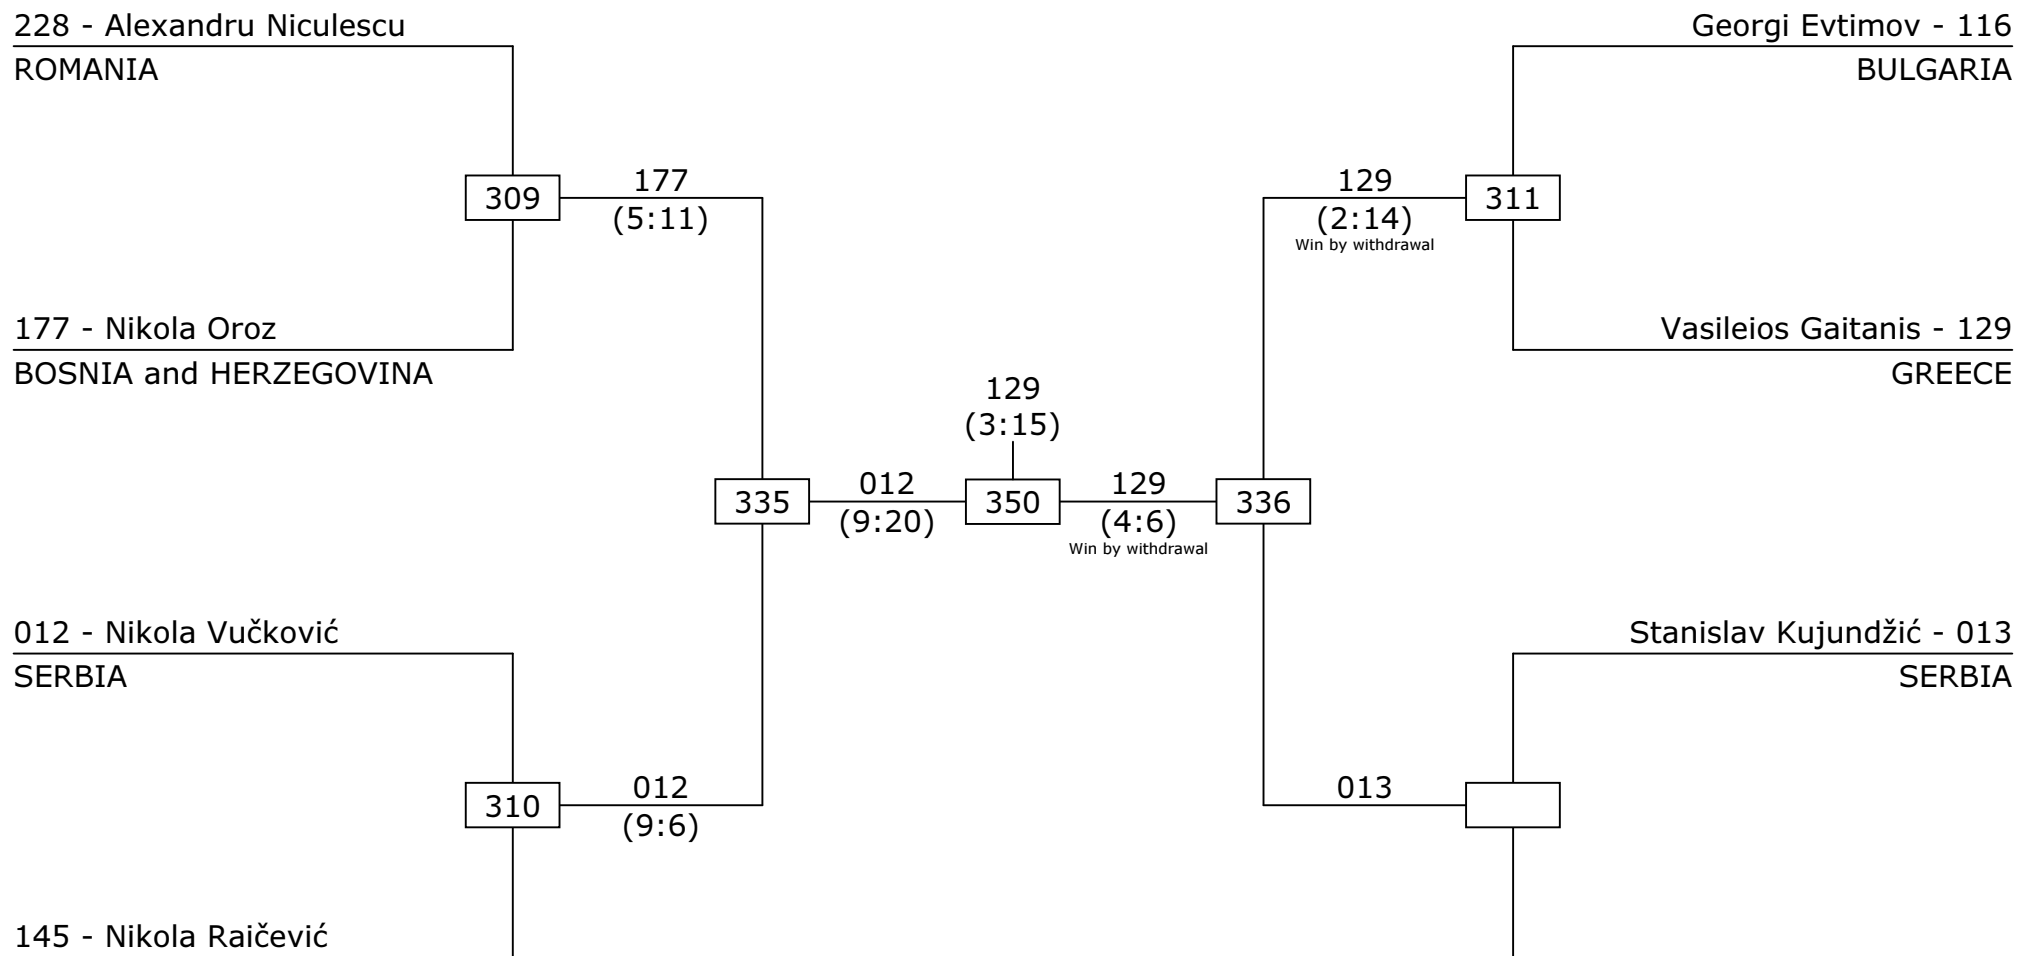 228 - Alexandru Niculescu
ROMANIA
Georgi Evtimov - 116
BULGARIA
309
177
(5:11)
129
(2:14)
Win by withdrawal
311
177 - Nikola Oroz
BOSNIA and HERZEGOVINA
Vasileios Gaitanis - 129
GREECE
129
(3:15)
335
012
(9:20)
350
129
(4:6)
Win by withdrawal
336
012 - Nikola Vučković
SERBIA
Stanislav Kujundžić - 013
SERBIA
310
012
(9:6)
013
145 - Nikola Raičević